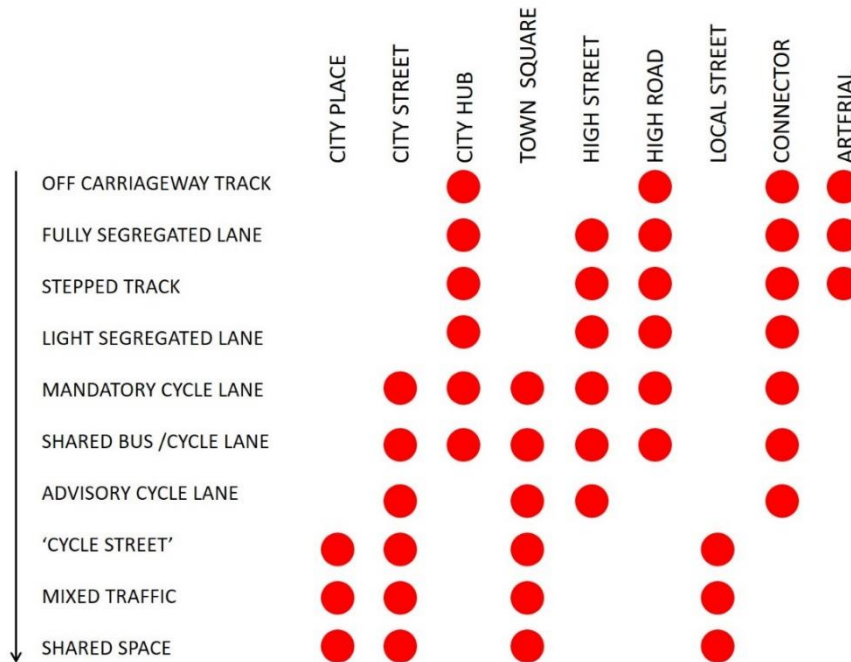 CITY PLACE
CITY STREET
CITY HUB
TOWN SQUARE
HIGH STREET
HIGH ROAD
LOCAL STREET
CONNECTOR
ARTERIAL
OFF CARRIAGEWAY TRACK
FULLY SEGREGATED LANE
STEPPED TRACK
LIGHT SEGREGATED LANE
MANDATORY CYCLE LANE
SHARED BUS /CYCLE LANE
ADVISORY CYCLE LANE
‘CYCLE STREET’
MIXED TRAFFIC
SHARED SPACE